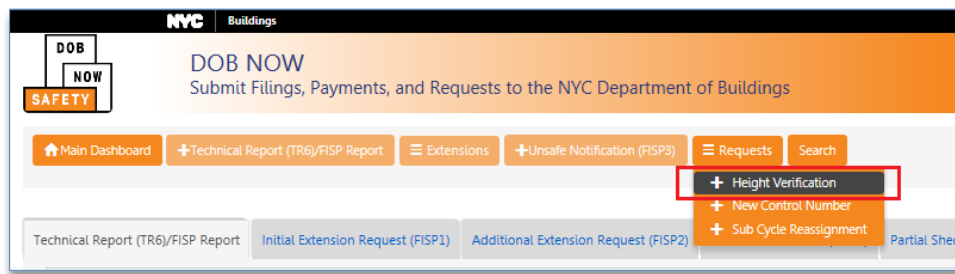 NYC Buildings
DOB
NOW
SAFETY
DOB NOW
Submit Filings, Payments, and Requests to the NYC Department of Buildings
Main Dashboard +Technical Report (TR6)/FISP Report Extensions +Unsafe Notification (FISP3) Requests Search
+ Height Verification
+ New Control Number
+ Sub Cycle Reassignment
Technical Report (TR6)/FISP Report Initial Extension Request (FISP1) Additional Extension Request (FISP2) Partial Shed